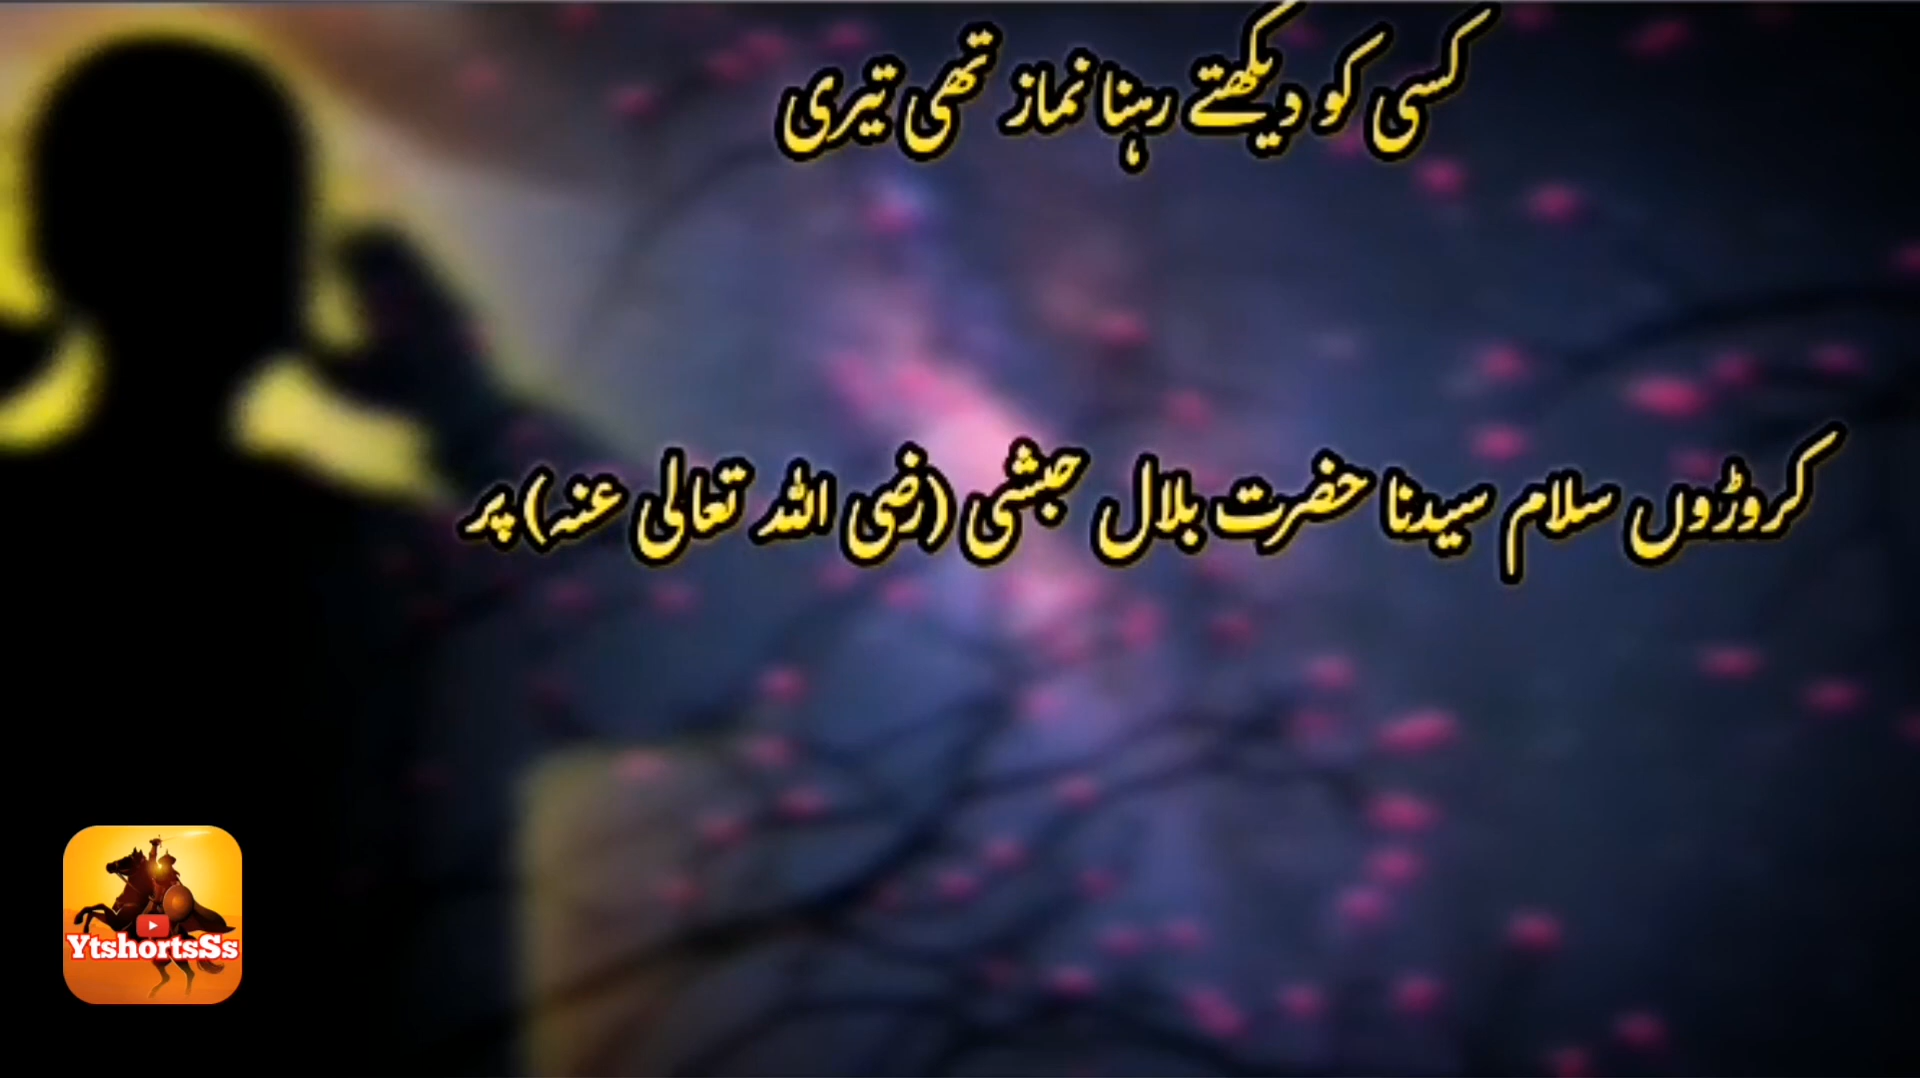 کسی کو دیکھتے رہنا نماز تھی تیری
کروڑوں سلام سیدنا حضرت بلال حبشی (رضی اللہ تعالی عنہ) پر
YtshortsSs